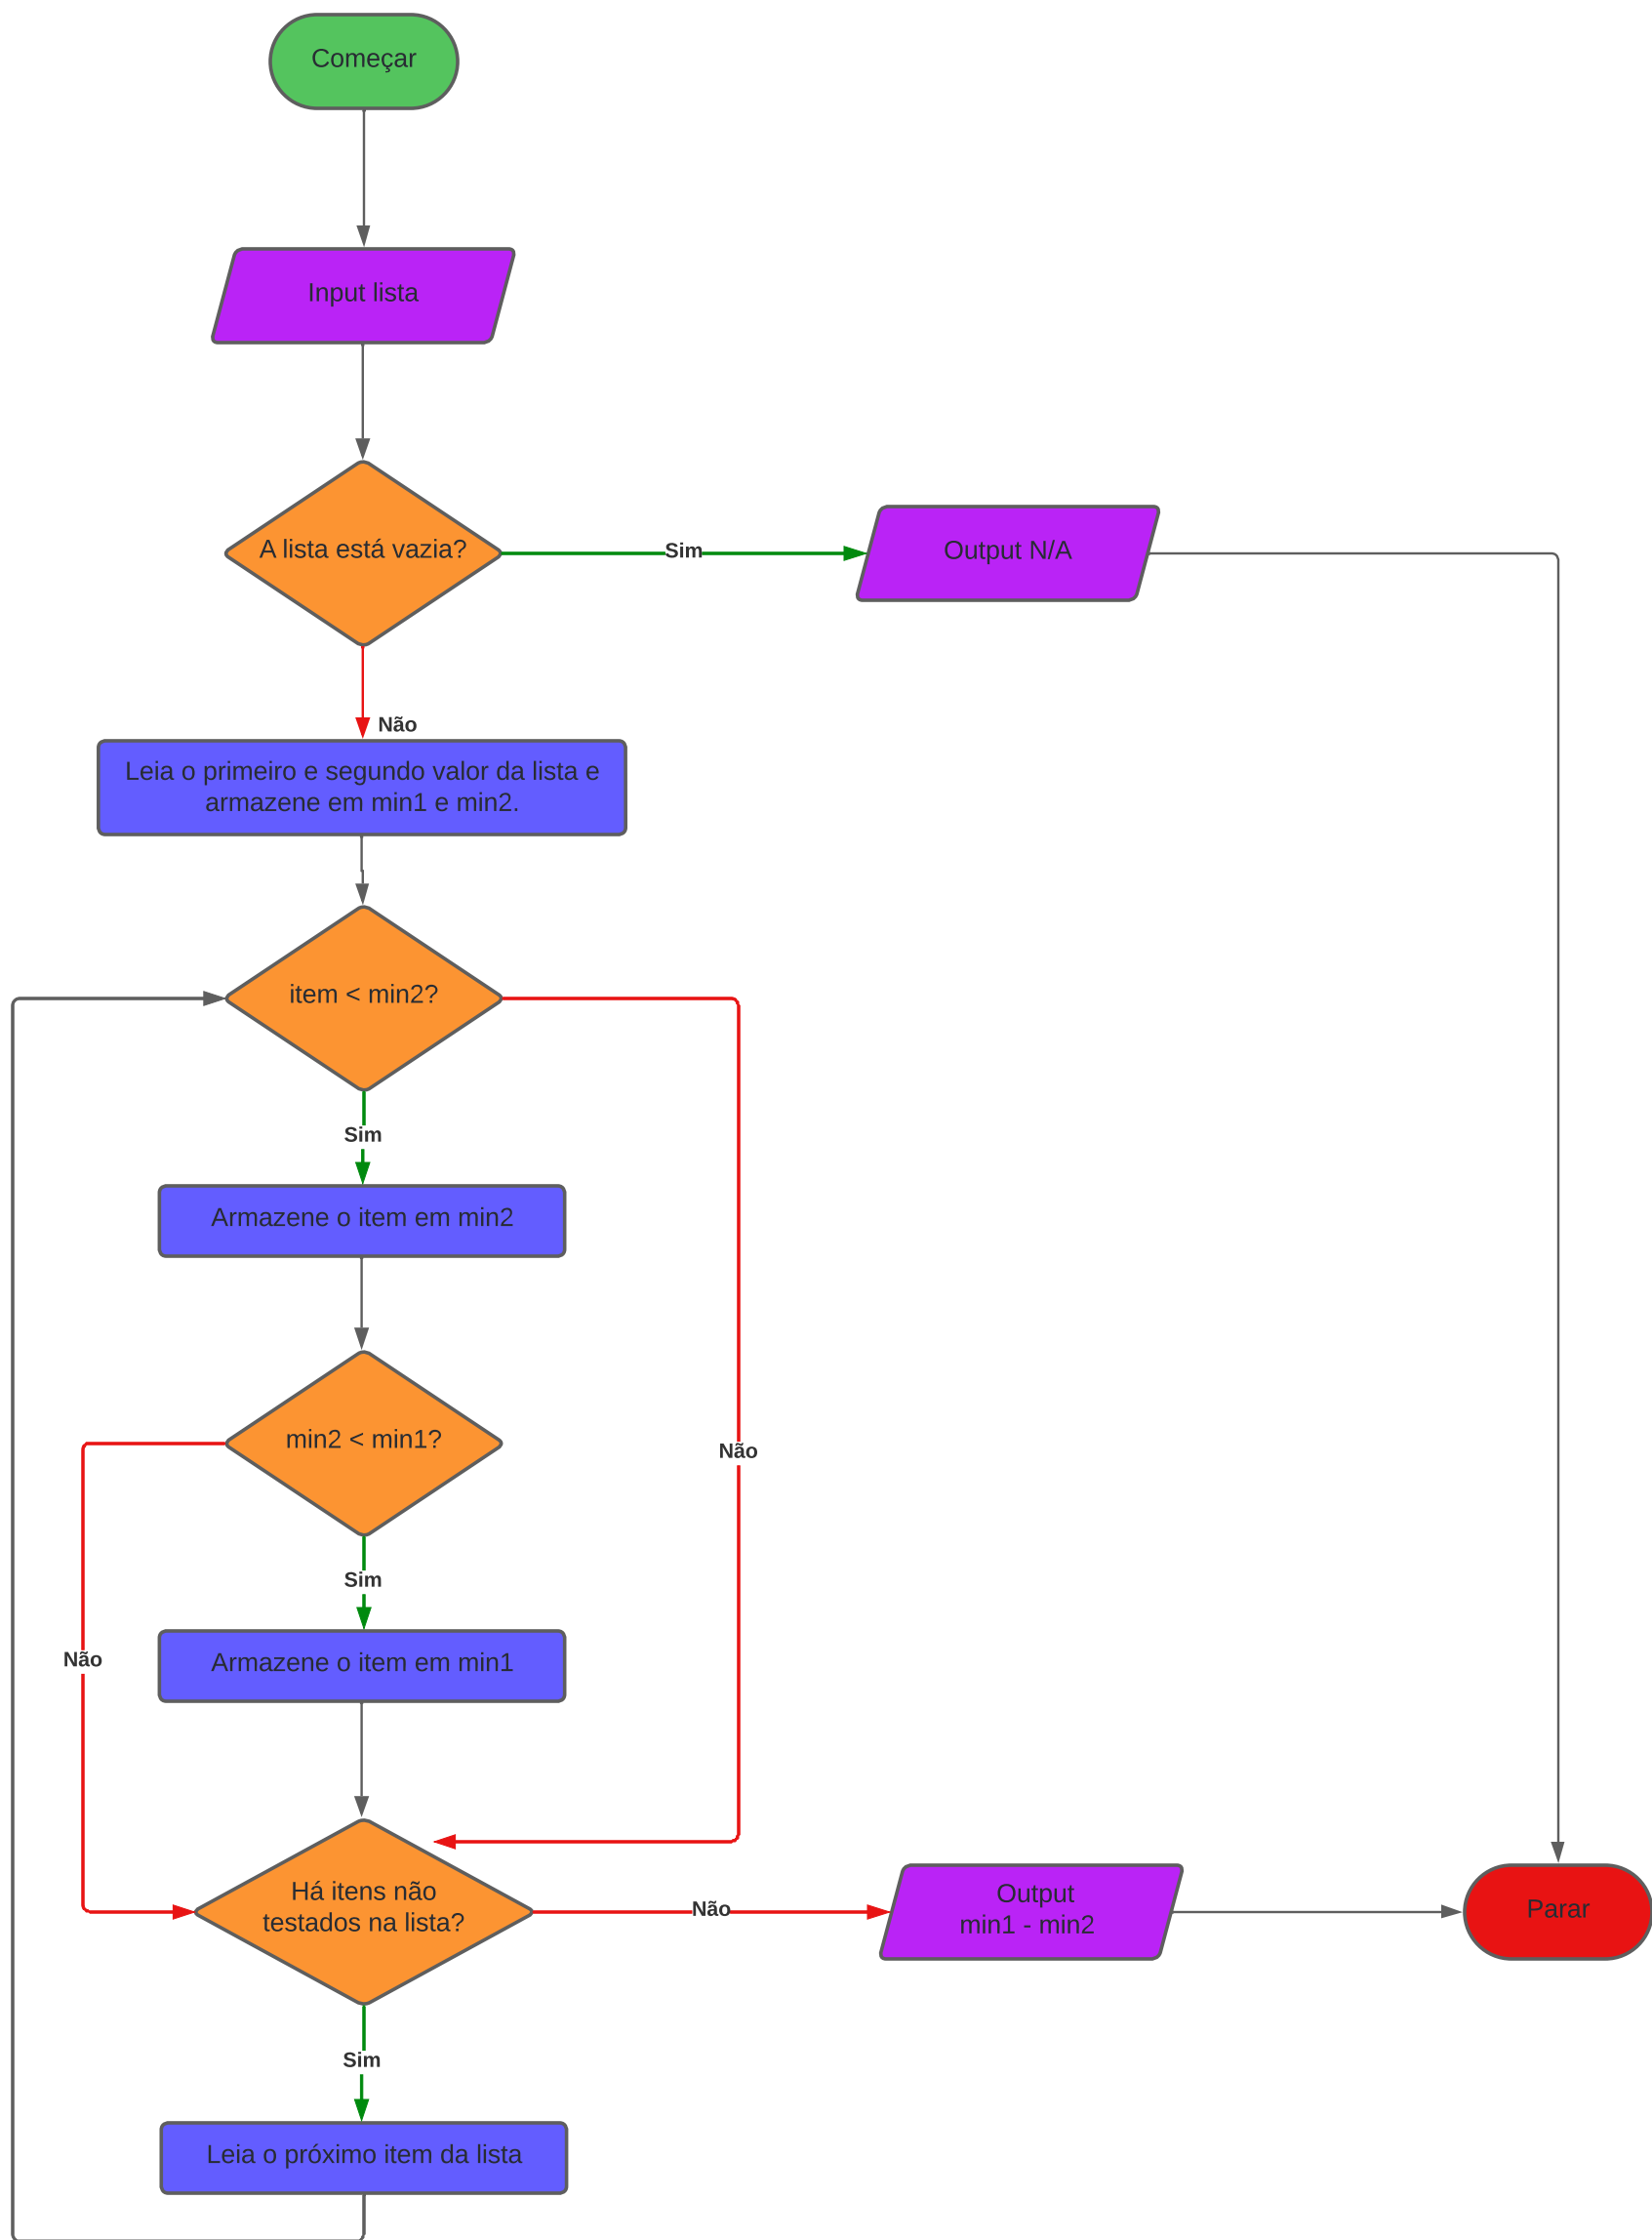 Começar
Input lista
A lista está vazia?
Sim
Output N/A
Não
Leia o primeiro e segundo valor da lista e
armazene em min1 e min2.
item < min2?
Sim
Armazene o item em min2
min2 < min1?
Não
Sim
Não
Armazene o item em min1
Há itens não
testados na lista?
Não
Output
min1 - min2
Parar
Sim
Leia o próximo item da lista